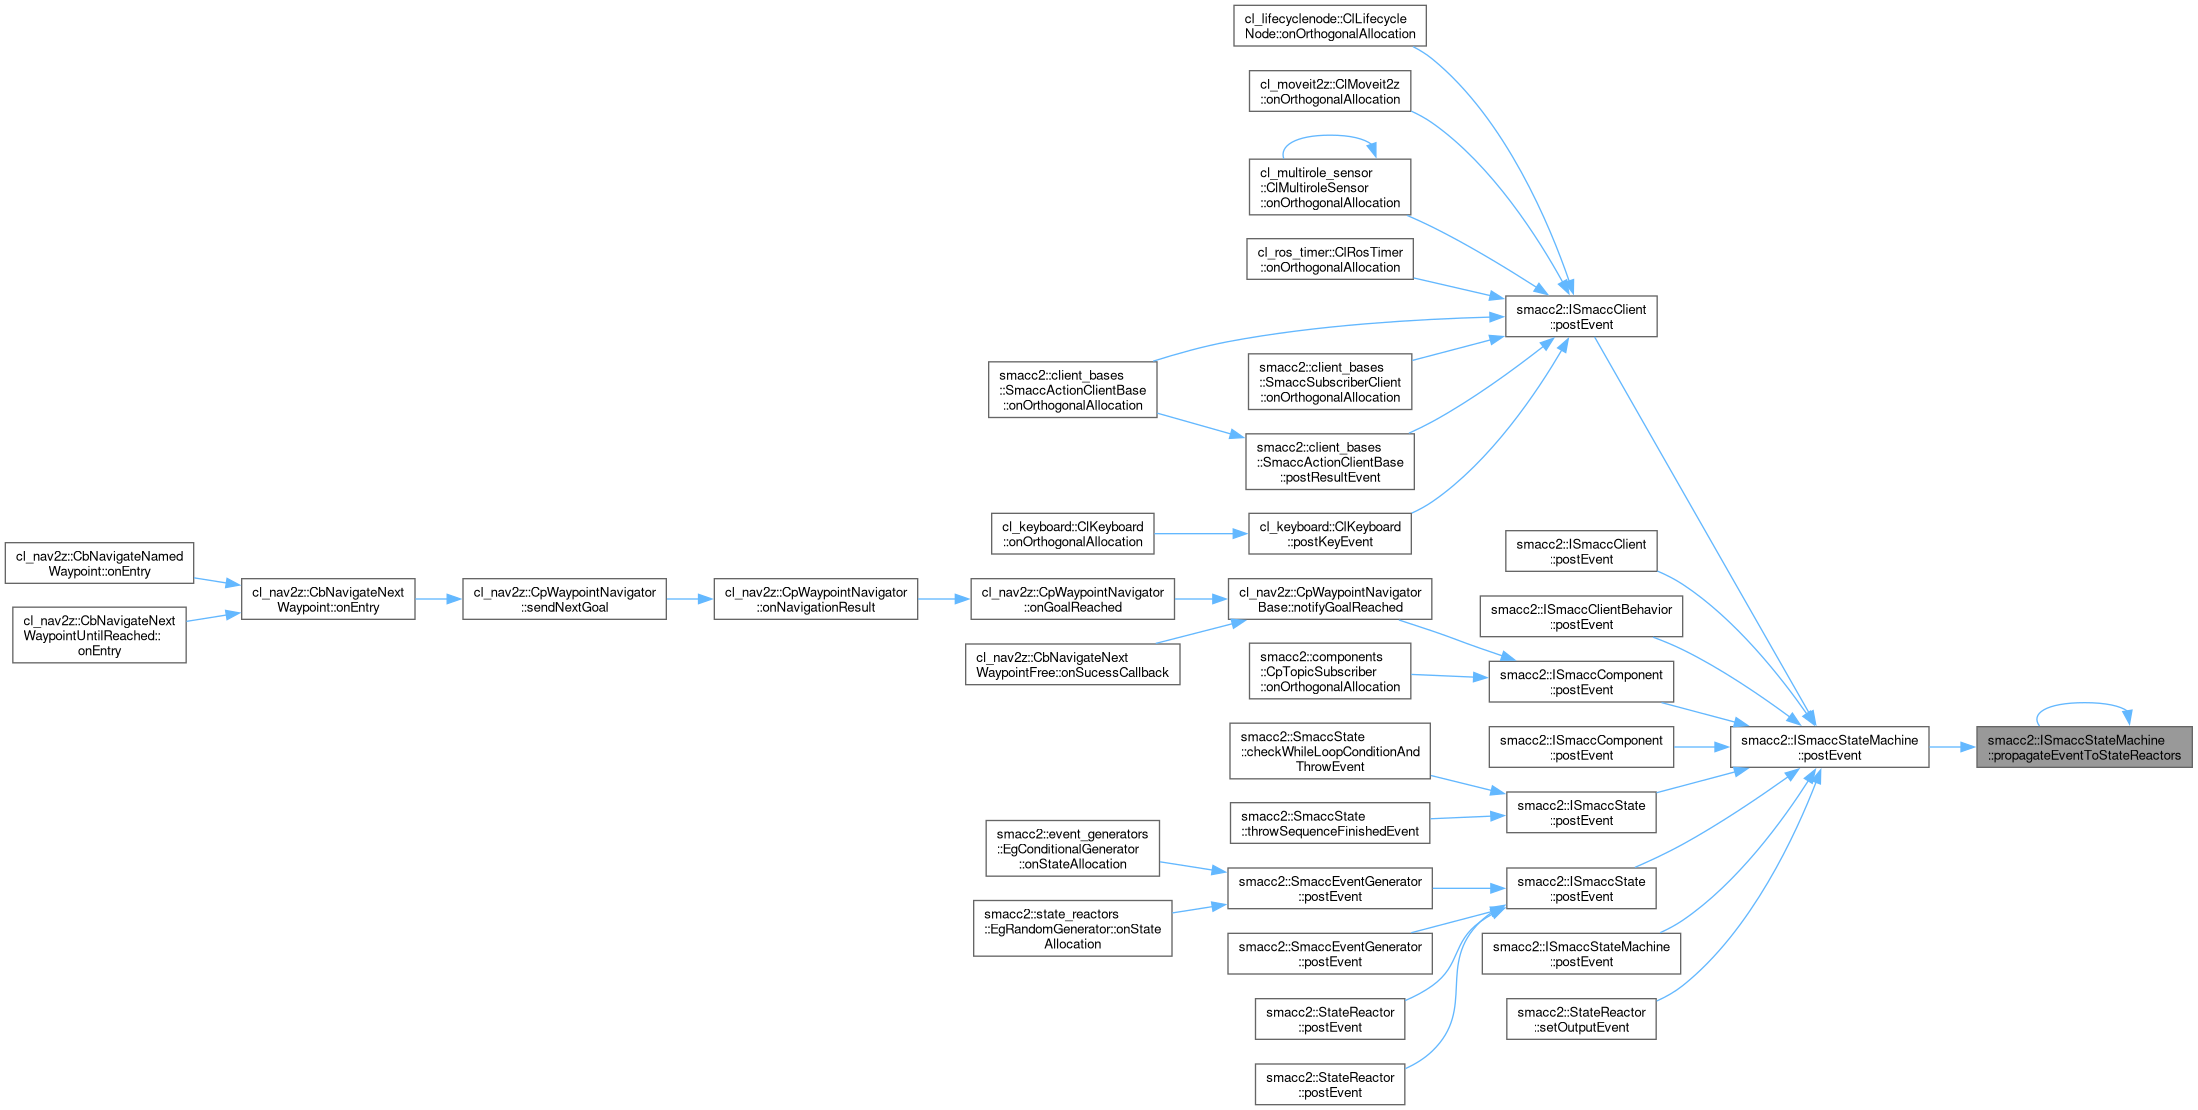 cl_lifecyclenode::ClLifecycle
Node::onOrthogonalAllocation
cl_moveit2z::ClMoveit2z
::onOrthogonalAllocation
cl_multirole_sensor
::ClMultiroleSensor
::onOrthogonalAllocation
cl_ros_timer::ClRosTimer
::onOrthogonalAllocation
smacc2::ISmaccClient
::postEvent
smacc2::client_bases
::SmaccActionClientBase
::onOrthogonalAllocation
smacc2::client_bases
::SmaccSubscriberClient
::onOrthogonalAllocation
smacc2::client_bases
::SmaccActionClientBase
::postResultEvent
cl_keyboard::ClKeyboard
::onOrthogonalAllocation
cl_keyboard::ClKeyboard
::postKeyEvent
smacc2::ISmaccClient
::postEvent
cl_nav2z::CbNavigateNamed
Waypoint::onEntry
cl_nav2z::CbNavigateNext
WaypointUntilReached::
onEntry
cl_nav2z::CbNavigateNext
Waypoint::onEntry
cl_nav2z::CpWaypointNavigator
::sendNextGoal
cl_nav2z::CpWaypointNavigator
::onNavigationResult
cl_nav2z::CpWaypointNavigator
::onGoalReached
cl_nav2z::CpWaypointNavigator
Base::notifyGoalReached
smacc2::ISmaccClientBehavior
::postEvent
cl_nav2z::CbNavigateNext
WaypointFree::onSucessCallback
smacc2::components
::CpTopicSubscriber
::onOrthogonalAllocation
smacc2::ISmaccComponent
::postEvent
smacc2::SmaccState
::checkWhileLoopConditionAnd
ThrowEvent
smacc2::ISmaccComponent
::postEvent
smacc2::ISmaccStateMachine
::postEvent
smacc2::ISmaccStateMachine
::propagateEventToStateReactors
smacc2::SmaccState
::throwSequenceFinishedEvent
smacc2::ISmaccState
::postEvent
smacc2::event_generators
::EgConditionalGenerator
::onStateAllocation
smacc2::state_reactors
::EgRandomGenerator::onState
Allocation
smacc2::SmaccEventGenerator
::postEvent
smacc2::ISmaccState
::postEvent
smacc2::SmaccEventGenerator
::postEvent
smacc2::ISmaccStateMachine
::postEvent
smacc2::StateReactor
::postEvent
smacc2::StateReactor
::setOutputEvent
smacc2::StateReactor
::postEvent